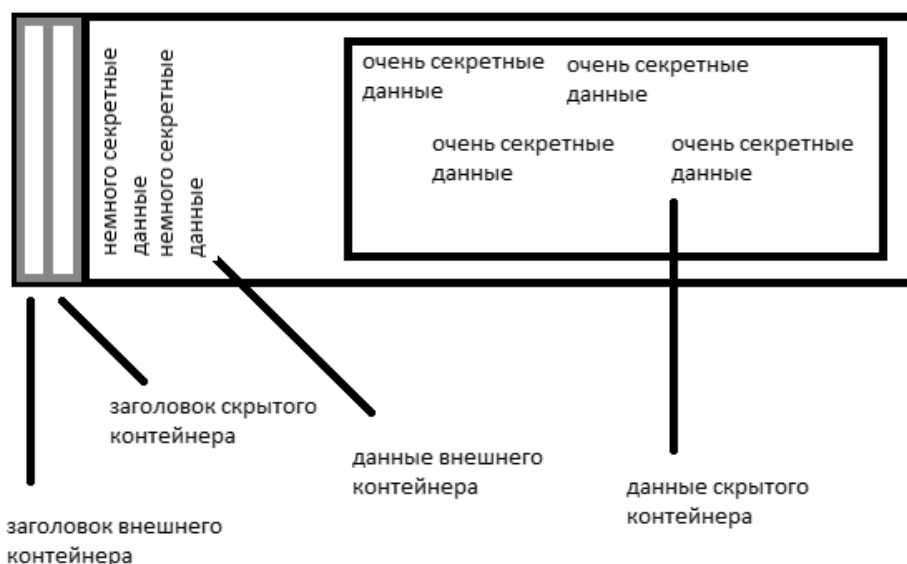 немного секретные
данные
немного секретные
данные
очень секретные
данные
очень секретные
данные
очень секретные
данные
очень секретные
данные
заголовок скрытого
контейнера
данные внешнего
контейнера
данные скрытого
контейнера
заголовок внешнего
контейнера